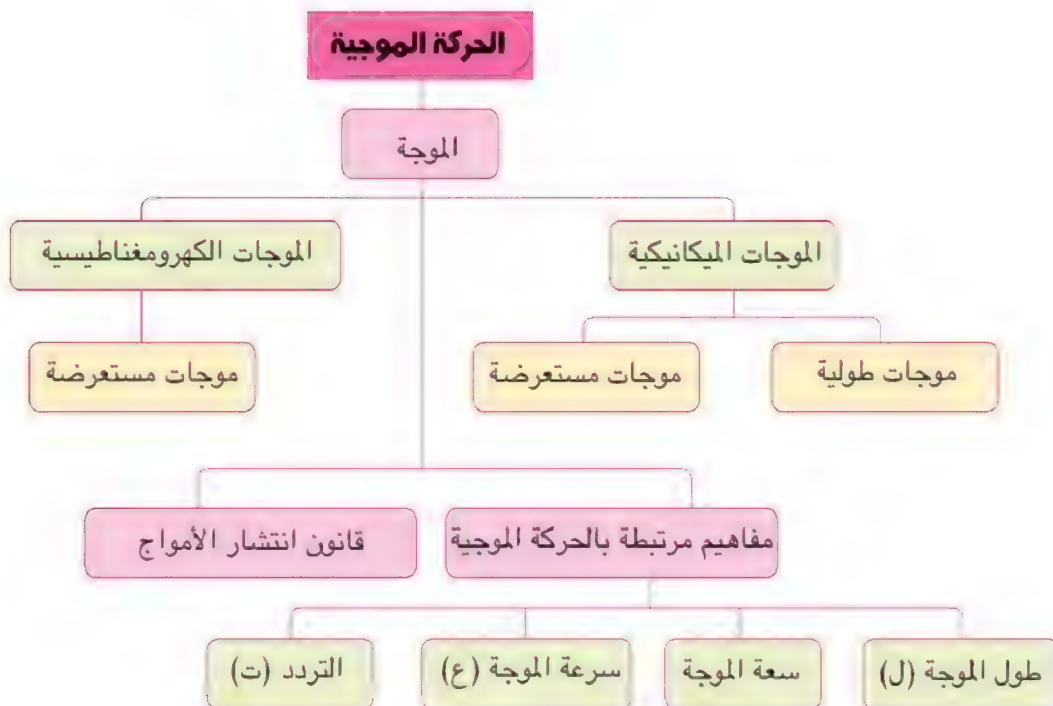 الحركة الموجية
الموجة
الموجات الميكانيكية
الموجات الكهرومغناطيسية
موجات طولية
موجات مستعرضة
موجات مستعرضة
مفاهيم مرتبطة بالحركة الموجية
قانون انتشار الأمواج
طول الموجة (ل)
سعة الموجة
سرعة الموجة (ع)
التردد (ت)